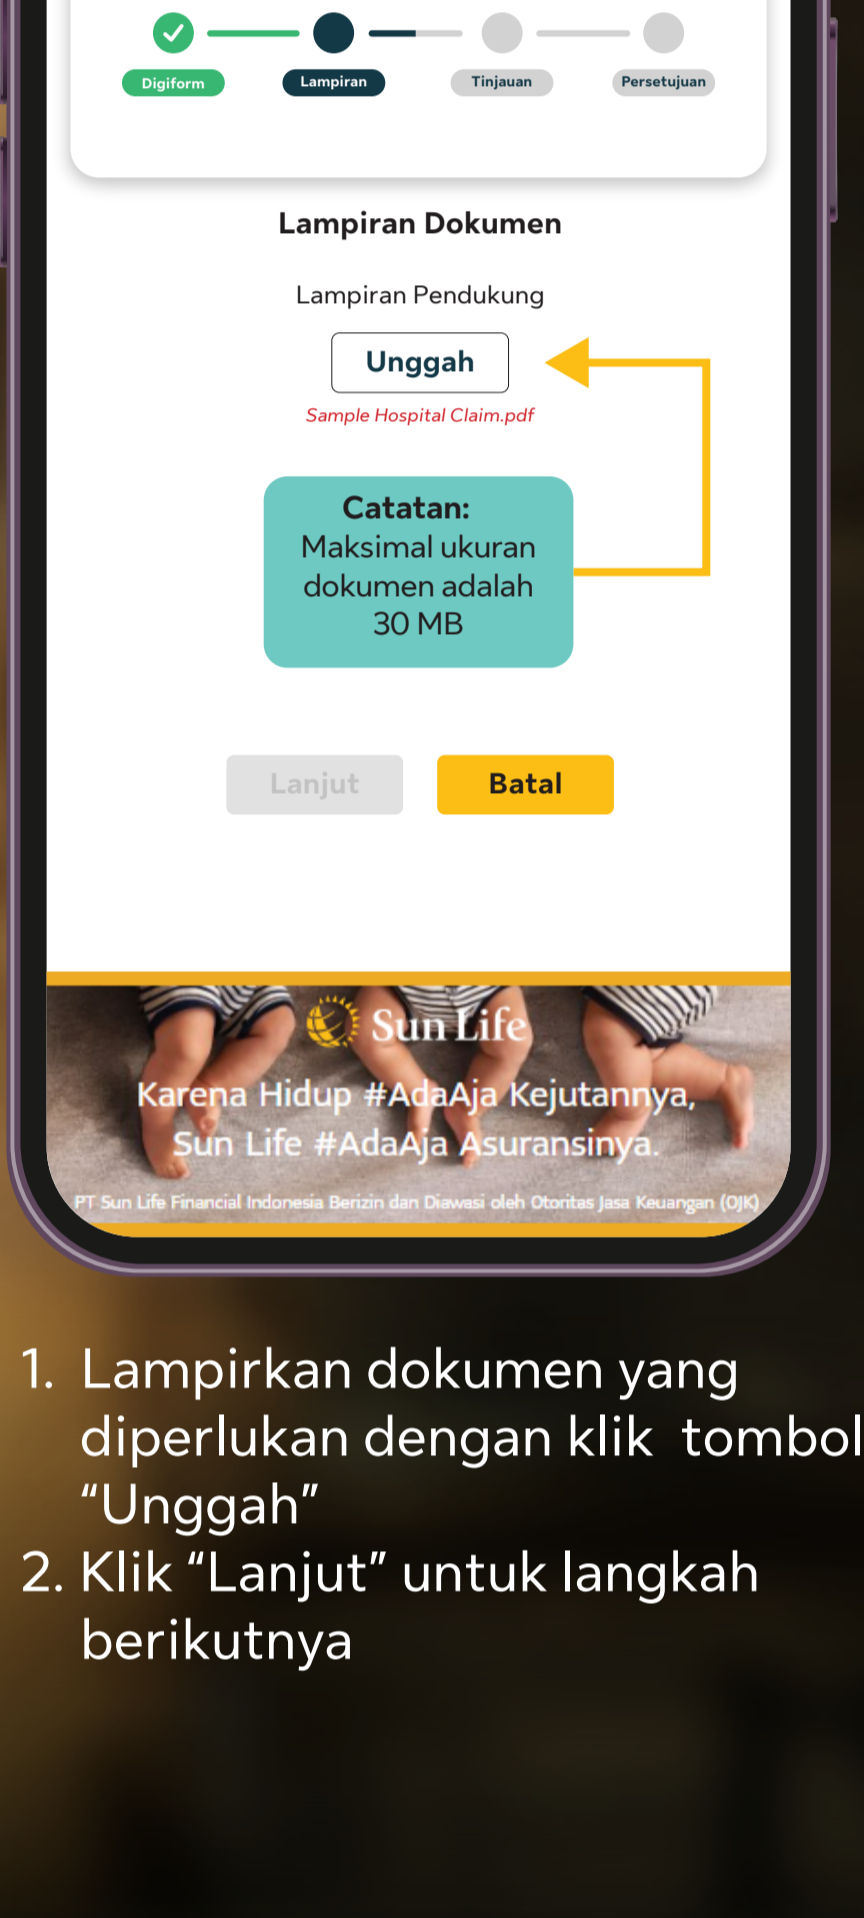 Digiform
Lampiran
Tinjauan
Persetujuan
Lampiran Dokumen
Lampiran Pendukung
Unggah
Sample Hospital Claim.pdf
Catatan:
Maksimal ukuran
dokumen adalah
30 MB
Lanjut
Batal
Sun Life
Karena Hidup #AdaAja Kejutannya,
Sun Life #AdaAja Asuransinya.
PT Sun Life Financial Indonesia Berizin dan Diawasi oleh Otoritas Jasa Keuangan (OJK)
1. Lampirkan dokumen yang
diperlukan dengan klik tombol
“Unggah”
2. Klik “Lanjut” untuk langkah
berikutnya